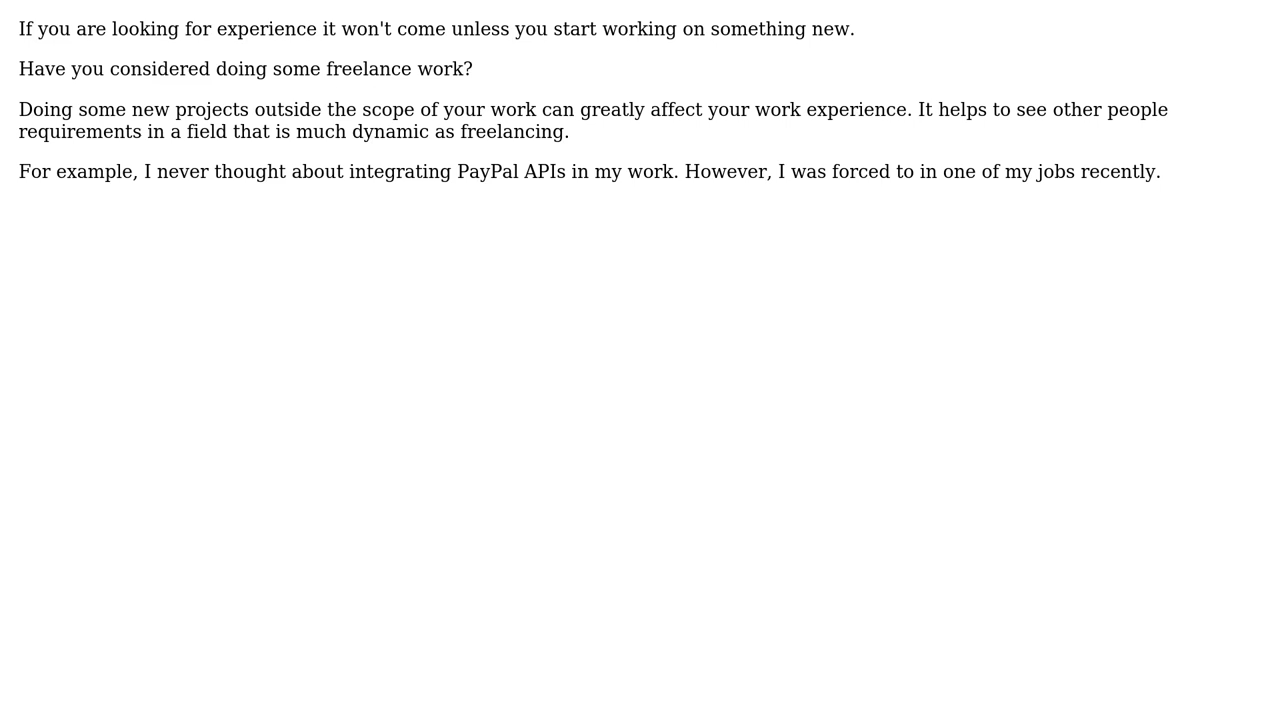 If you are looking for experience it won't come unless you start working on something new.
Have you considered doing some freelance work?
Doing some new projects outside the scope of your work can greatly affect your work experience. It helps to see other people
requirements in a field that is much dynamic as freelancing.
For example, I never thought about integrating PayPal APIs in my work. However, I was forced to in one of my jobs recently.